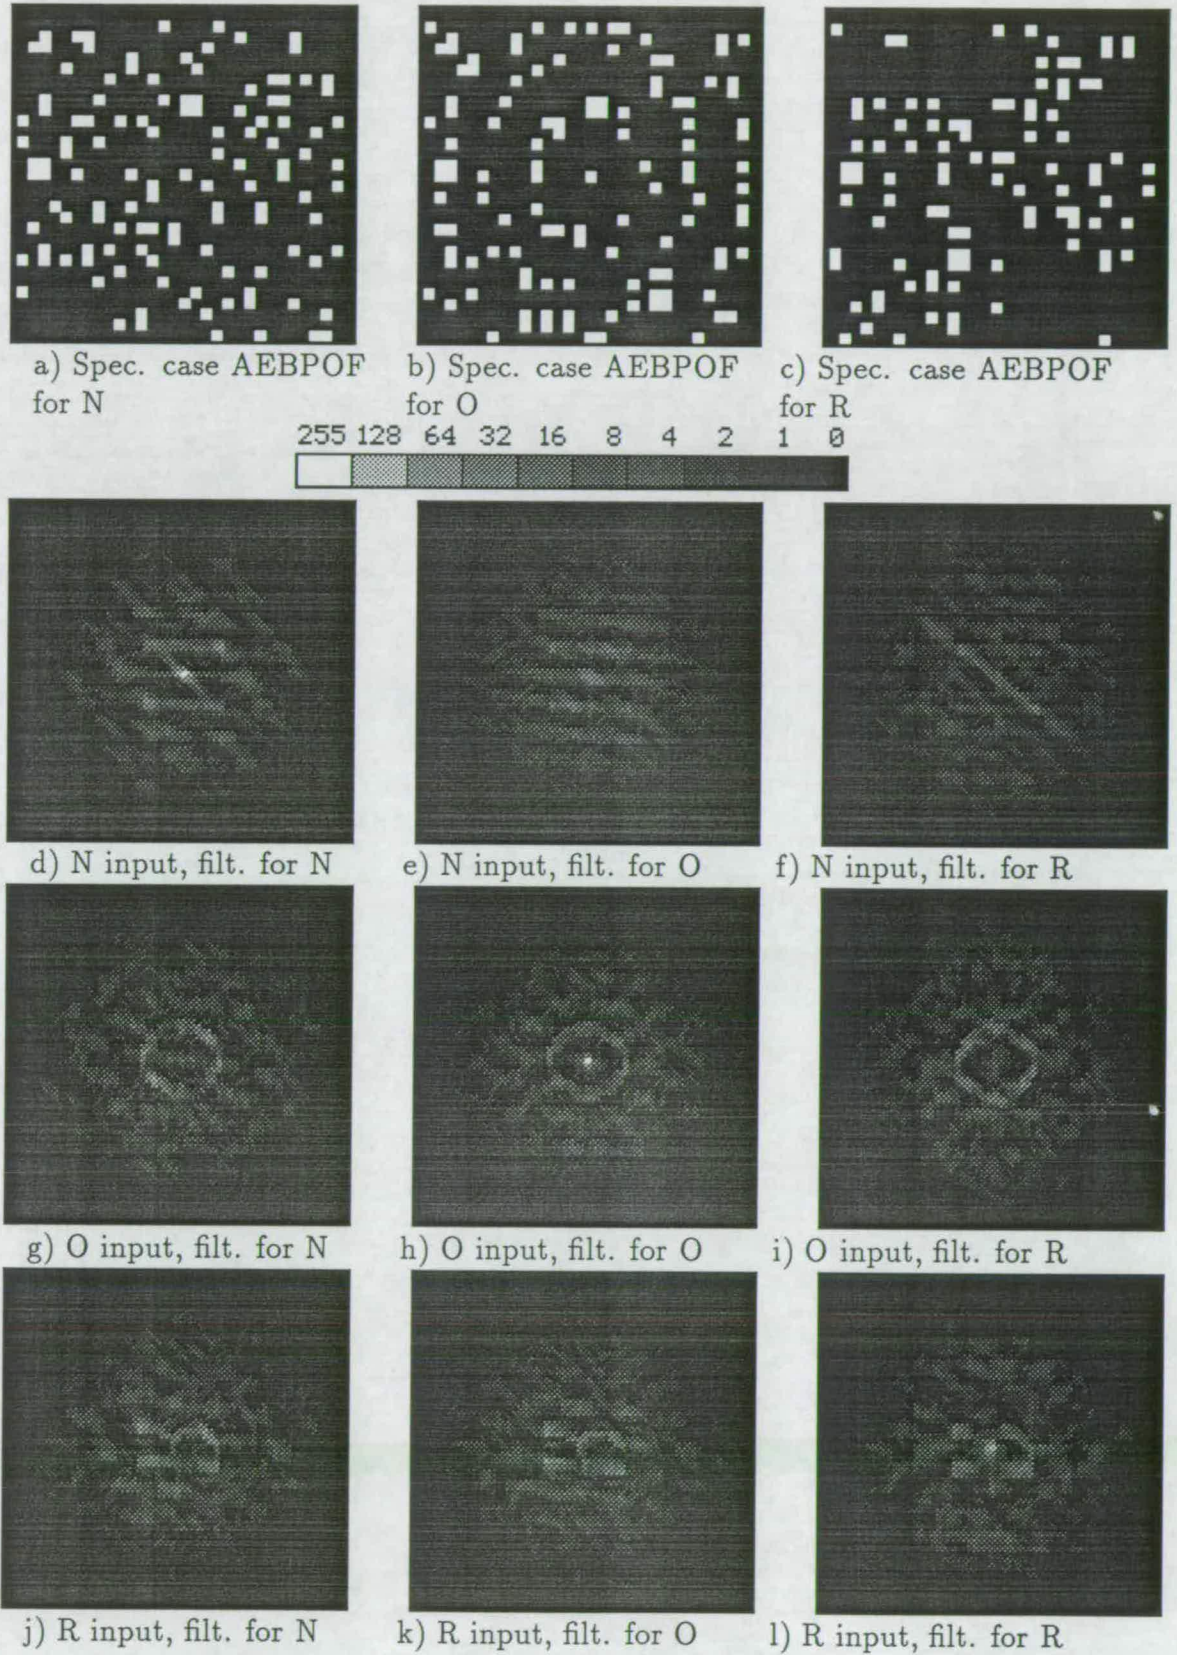 a) Spec. case AEBPOF
for N
b) Spec. case AEBPOF
for O
c) Spec. case AEBPOF
for R
255 128 64 32 16 8 4 2 1 0
d) N input, filt. for N
e) N input, filt. for O
f) N input, filt. for R
g) O input, filt. for N
h) O input, filt. for O
i) O input, filt. for R
j) R input, filt. for N
k) R input, filt. for O
l) R input, filt. for R